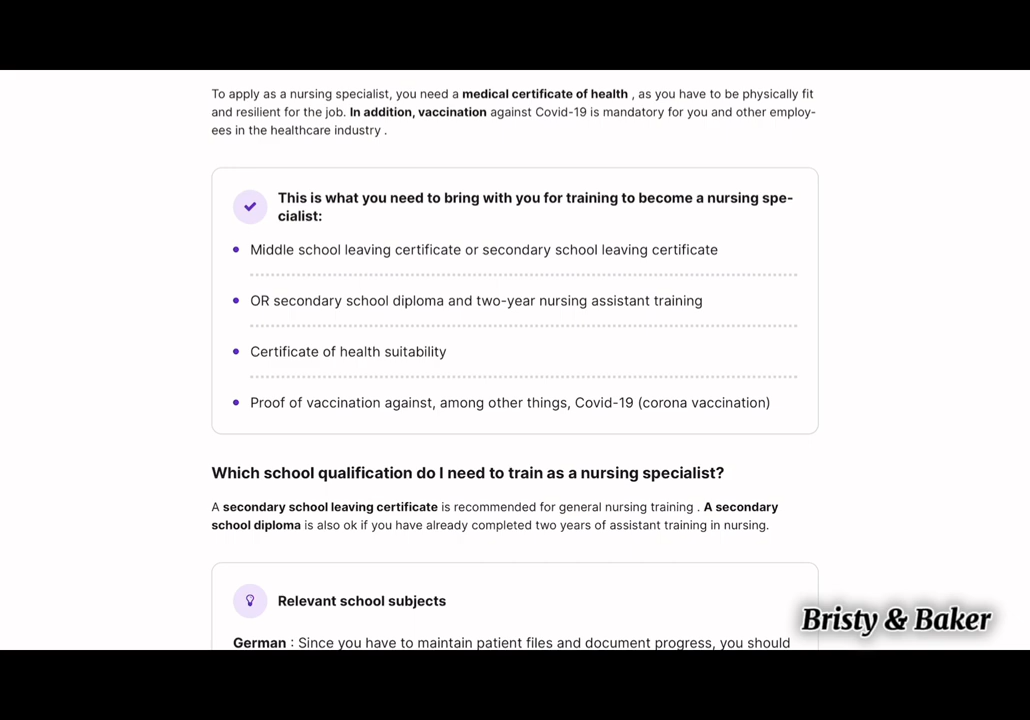 To apply as a nursing specialist, you need a medical certificate of health , as you have to be physically fit
and resilient for the job. In addition, vaccination against Covid-19 is mandatory for you and other employ-
ees in the healthcare industry .
This is what you need to bring with you for training to become a nursing spe-
cialist:
Middle school leaving certificate or secondary school leaving certificate
OR secondary school diploma and two-year nursing assistant training
Certificate of health suitability
Proof of vaccination against, among other things, Covid-19 (corona vaccination)
Which school qualification do I need to train as a nursing specialist?
A secondary school leaving certificate is recommended for general nursing training . A secondary
school diploma is also ok if you have already completed two years of assistant training in nursing.
Relevant school subjects
German : Since you have to maintain patient files and document progress, you should
Bristy & Baker